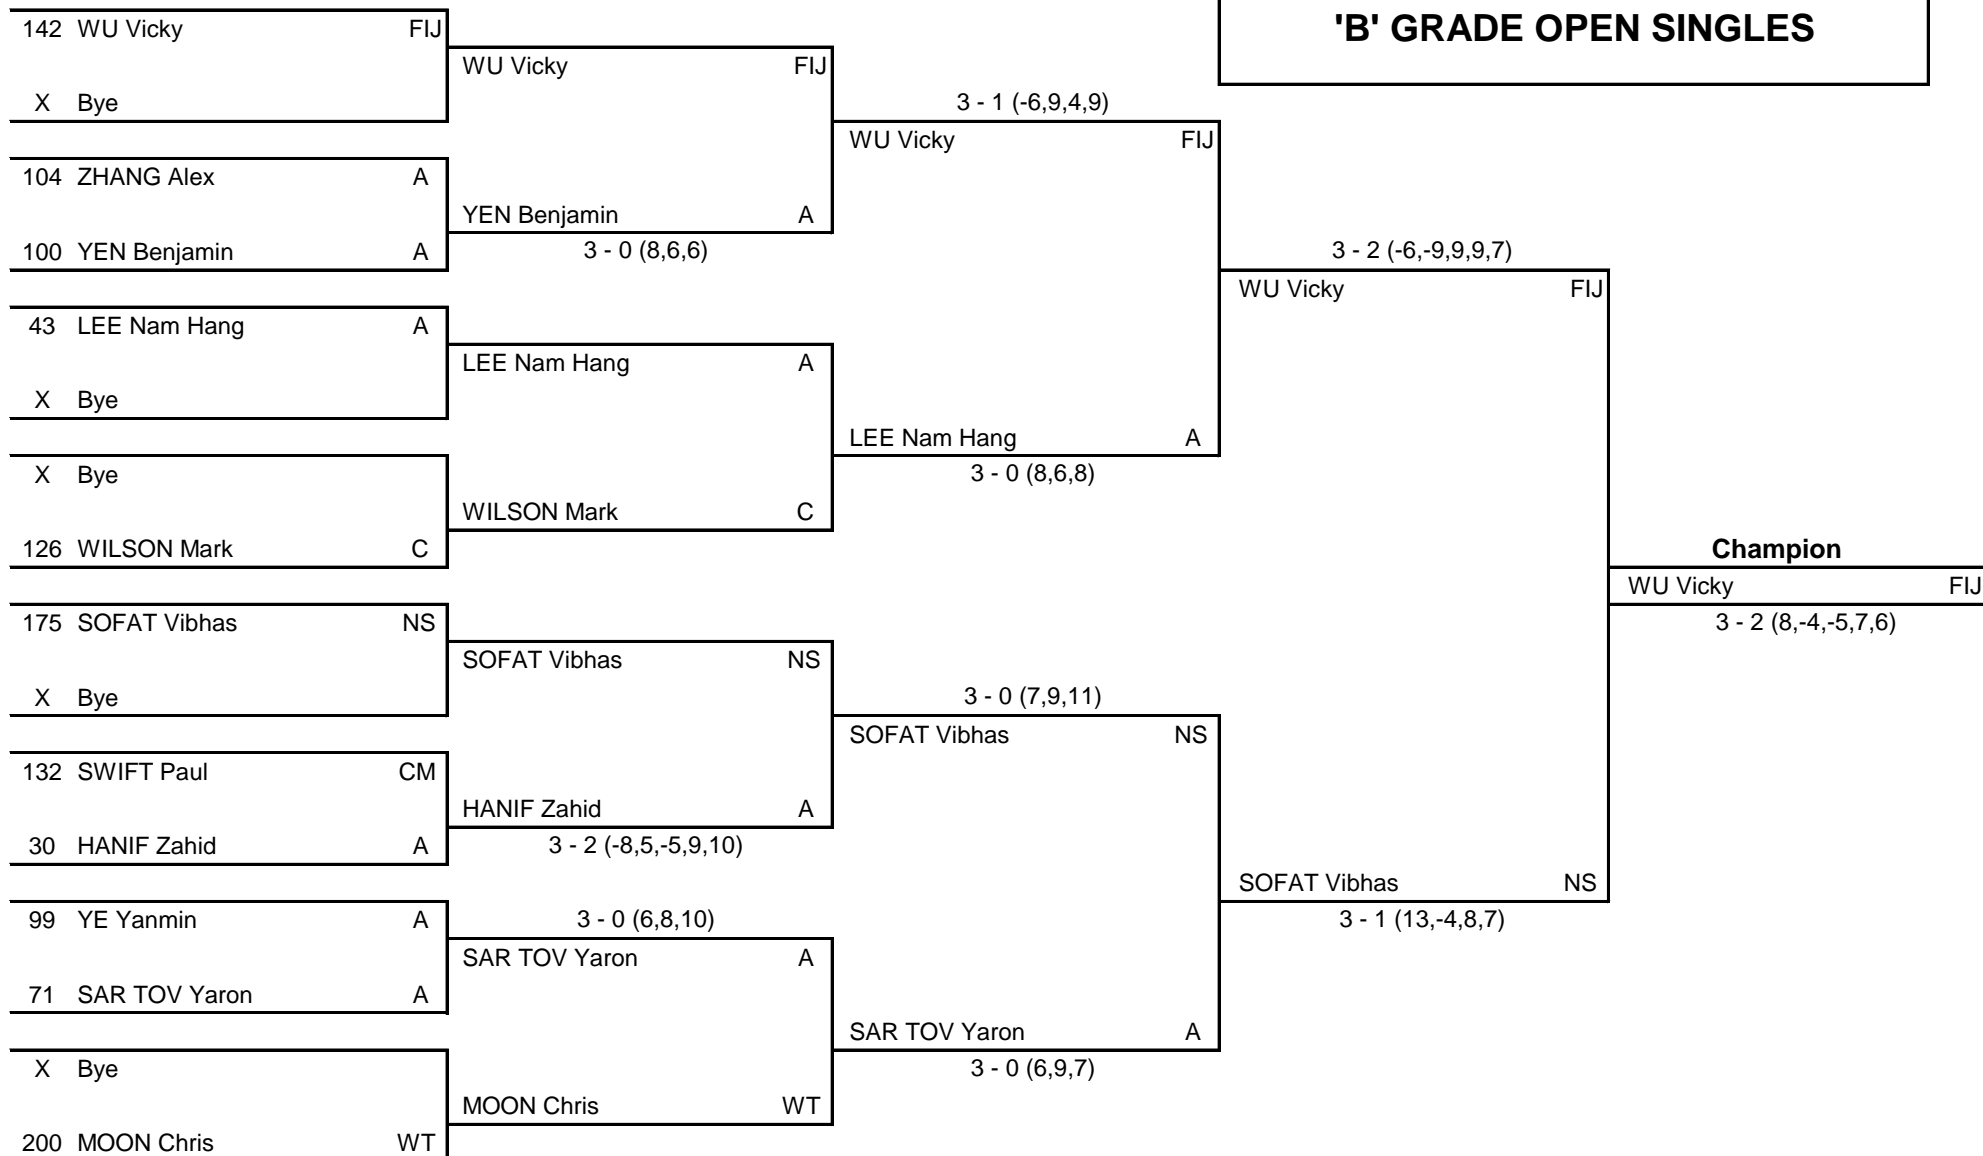 'B' GRADE OPEN SINGLES
142 WU Vicky FIJ
WU Vicky FIJ
X Bye
3 - 1 (-6,9,4,9)
WU Vicky FIJ
104 ZHANG Alex A
YEN Benjamin A
100 YEN Benjamin A
3 - 0 (8,6,6)
3 - 2 (-6,-9,9,9,7)
WU Vicky FIJ
43 LEE Nam Hang A
LEE Nam Hang A
X Bye
LEE Nam Hang A
X Bye
3 - 0 (8,6,8)
WILSON Mark C
126 WILSON Mark C
Champion
WU Vicky FIJ
175 SOFAT Vibhas NS
3 - 2 (8,-4,-5,7,6)
SOFAT Vibhas NS
X Bye
3 - 0 (7,9,11)
SOFAT Vibhas NS
132 SWIFT Paul CM
HANIF Zahid A
30 HANIF Zahid A
3 - 2 (-8,5,-5,9,10)
SOFAT Vibhas NS
99 YE Yanmin A
3 - 0 (6,8,10)
3 - 1 (13,-4,8,7)
SAR TOV Yaron A
71 SAR TOV Yaron A
SAR TOV Yaron A
X Bye
3 - 0 (6,9,7)
MOON Chris WT
200 MOON Chris WT